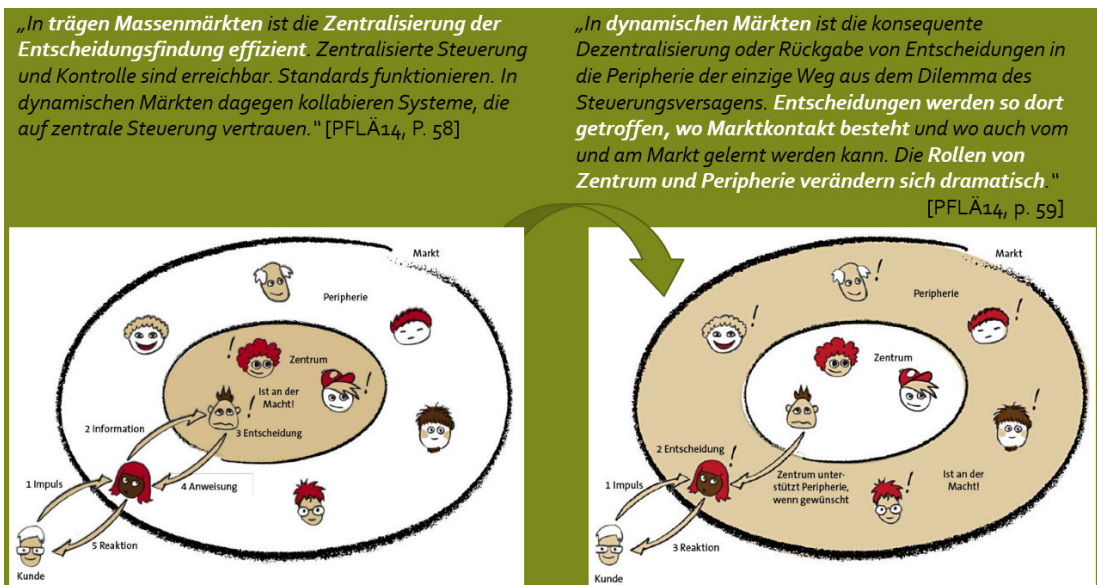 „In trägen Massenmärkten ist die Zentralisierung der
Entscheidungsfindung effizient. Zentralisierte Steuerung
und Kontrolle sind erreichbar. Standards funktionieren. In
dynamischen Märkten dagegen kollabieren Systeme, die
auf zentrale Steuerung vertrauen.“ [PFLÄ14, P. 58]
„In dynamischen Märkten ist die konsequente
Dezentralisierung oder Rückgabe von Entscheidungen in
die Peripherie der einzige Weg aus dem Dilemma des
Steuerungsversagens. Entscheidungen werden so dort
getroffen, wo Marktkontakt besteht und wo auch vom
und am Markt gelernt werden kann. Die Rollen von
Zentrum und Peripherie verändern sich dramatisch.“
[PFLÄ14, p. 59]
Markt
Peripherie
!
Zentrum
Ist an der
Macht!
!
!
2 Information
3 Entscheidung
1 Impuls
4 Anweisung
5 Reaktion
Kunde
Markt
!
Peripherie
!
!
Zentrum
!
2 Entscheidung
!
1 Impuls
Zentrum unter-
stützt Peripherie,
wenn gewünscht
Ist an der
Macht!
!
3 Reaktion
Kunde